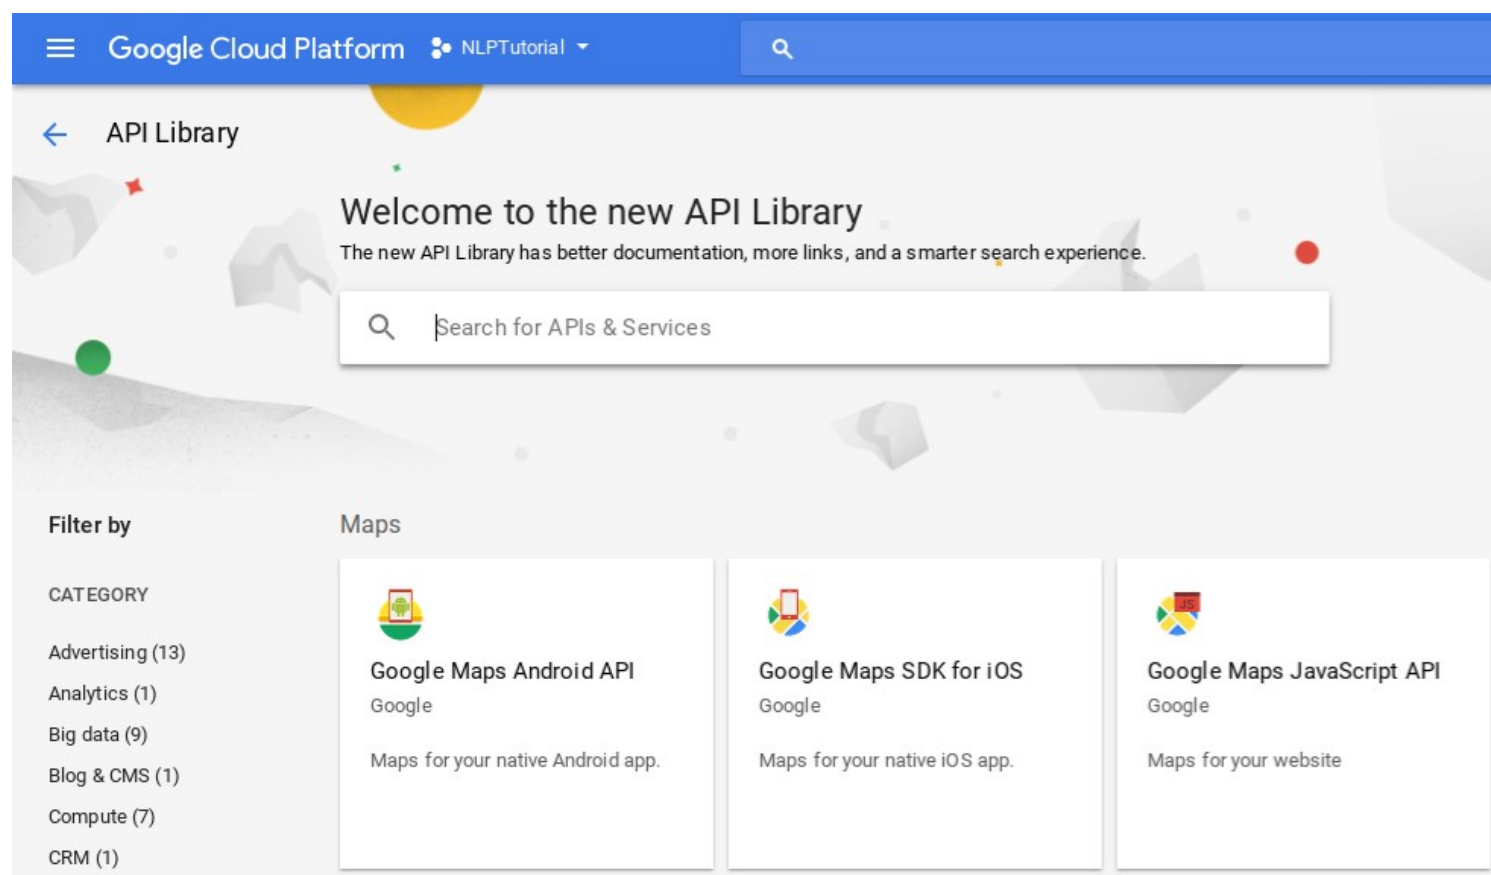 Google Cloud Platform NLPTutorial
API Library
Welcome to the new API Library
The new API Library has better documentation, more links, and a smarter search experience.
Search for APIs & Services
Filter by
CATEGORY
Advertising (13)
Analytics (1)
Big data (9)
Blog & CMS (1)
Compute (7)
CRM (1)
Maps
Google Maps Android API
Google
Maps for your native Android app.
Google Maps SDK for iOS
Google
Maps for your native iOS app.
JS
Google Maps JavaScript API
Google
Maps for your website